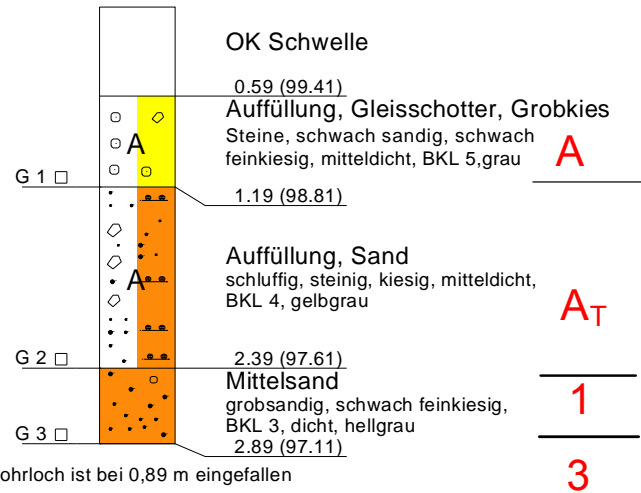 OK Schwelle
0.59 (99.41)
Auffüllung, Gleisschotter, Grobkies
Steine, schwach sandig, schwach
feinkiesig, mitteldicht, BKL 5,grau
A
A
G 1
1.19 (98.81)
Auffüllung, Sand
schluffig, steinig, kiesig, mitteldicht,
BKL 4, gelbgrau
A
AT
G 2
2.39 (97.61)
Mittelsand
grobsandig, schwach feinkiesig,
BKL 3, dicht, hellgrau
1
G 3
2.89 (97.11)
ohrloch ist bei 0,89 m eingefallen
3